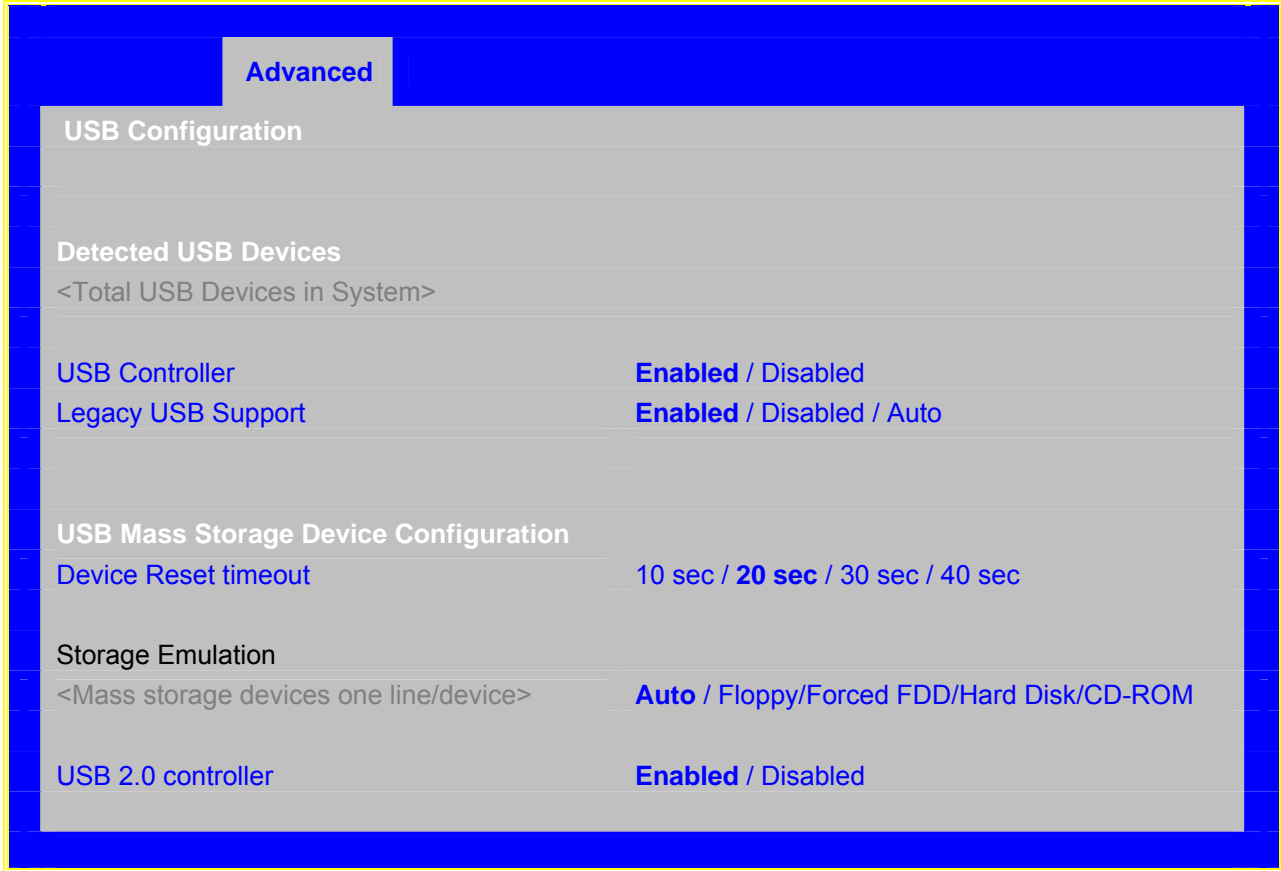 Advanced
USB Configuration
Detected USB Devices
<Total USB Devices in System>
USB Controller Enabled / Disabled
Legacy USB Support Enabled / Disabled / Auto
USB Mass Storage Device Configuration
Device Reset timeout 10 sec / 20 sec / 30 sec / 40 sec
Storage Emulation
<Mass storage devices one line/device> Auto / Floppy/Forced FDD/Hard Disk/CD-ROM
USB 2.0 controller Enabled / Disabled